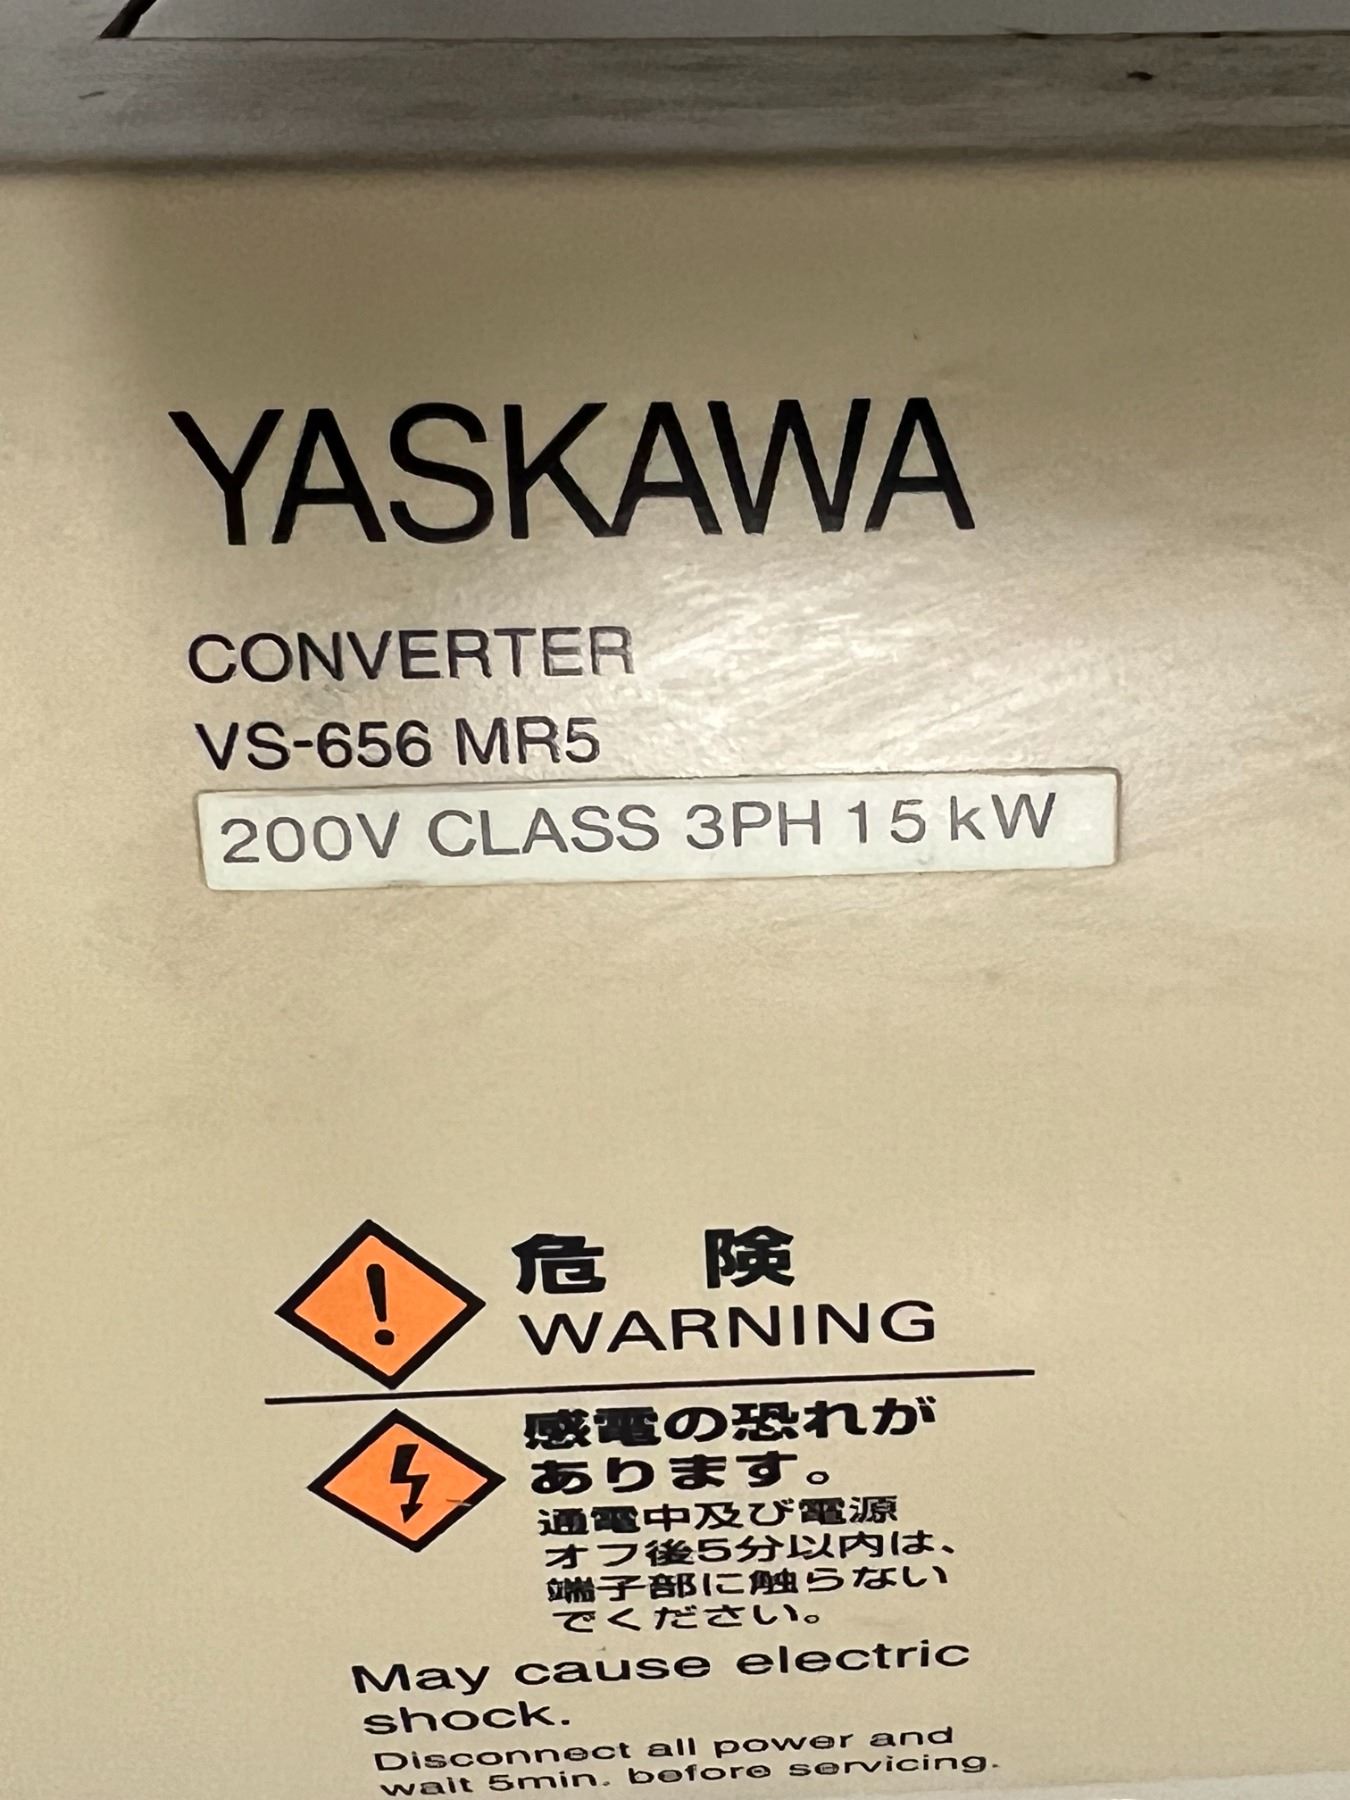 YASKAWA
CONVERTER
VS-656 MR5
200V CLASS 3PH 15 kW
危 険
WARNING
感電の恐れが
あります。
通電中及び電源
オフ後5分以内は、
端子部に触らない
でください。
May cause electric
shock.
Disconnect all power and
wait 5min. before servicing.